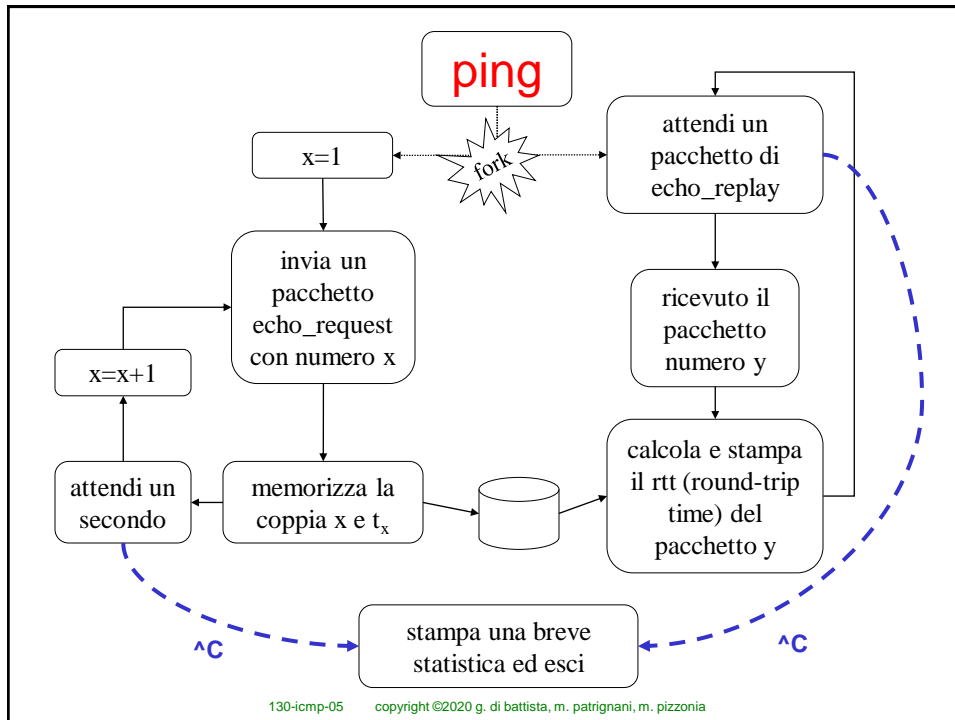 ping
fork
x=1
invia un
pacchetto
echo_request
con numero x
x=x+1
attendi un
secondo
memorizza la
coppia x e tₓ
attendi un
pacchetto di
echo_replay
ricevuto il
pacchetto
numero y
calcola e stampa
il rtt (round-trip
time) del
pacchetto y
^C
^C
stampa una breve
statistica ed esci
130-icmp-05 copyright ©2020 g. di battista, m. patrignani, m. pizzonia